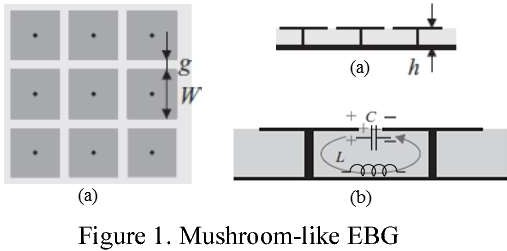 g
W
(a)
(a)
h
+ C −
+
+ −
L
(b)
Figure 1. Mushroom-like EBG